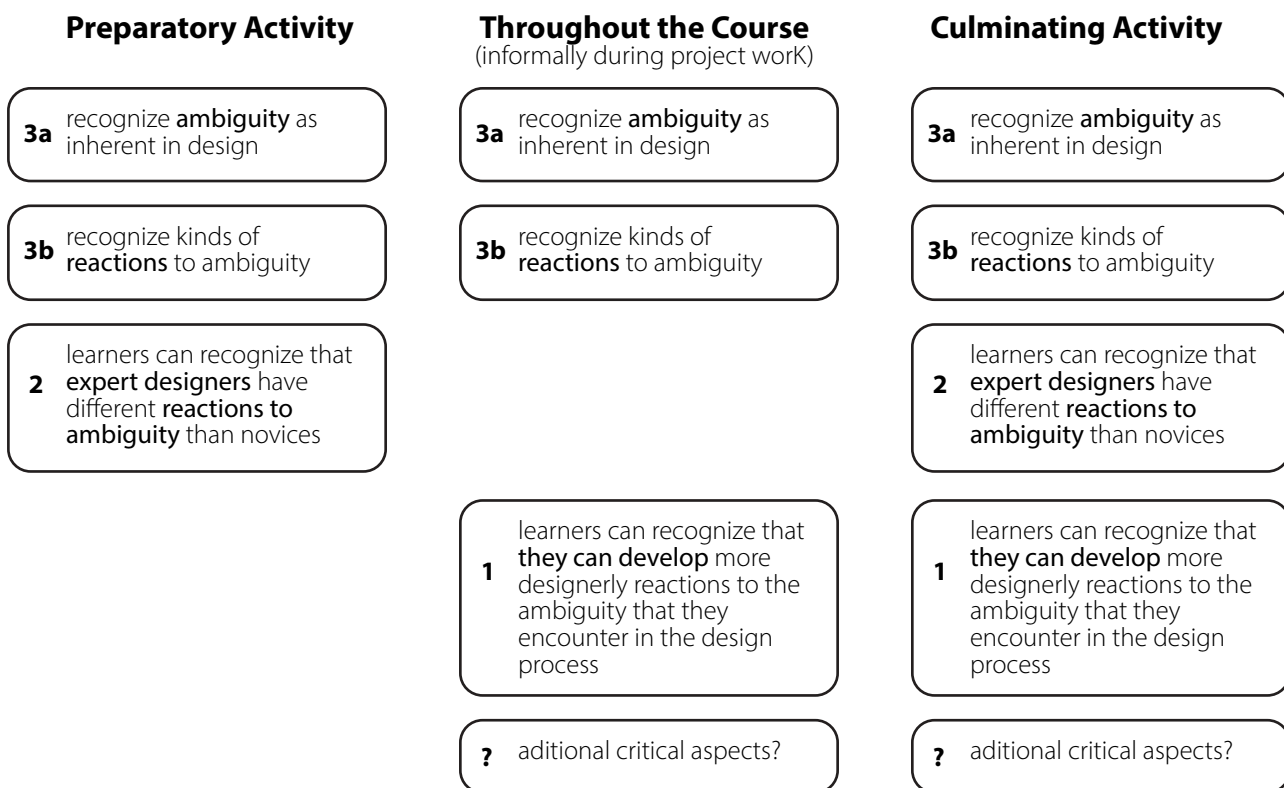 Preparatory Activity
3a
recognize ambiguity as
inherent in design
3b
recognize kinds of
reactions to ambiguity
2
learners can recognize that
expert designers have
different reactions to
ambiguity than novices
Throughout the Course
(informally during project worK)
3a
recognize ambiguity as
inherent in design
3b
recognize kinds of
reactions to ambiguity
1
learners can recognize that
they can develop more
designerly reactions to the
ambiguity that they
encounter in the design
process
?
aditional critical aspects?
Culminating Activity
3a
recognize ambiguity as
inherent in design
3b
recognize kinds of
reactions to ambiguity
2
learners can recognize that
expert designers have
different reactions to
ambiguity than novices
1
learners can recognize that
they can develop more
designerly reactions to the
ambiguity that they
encounter in the design
process
?
aditional critical aspects?